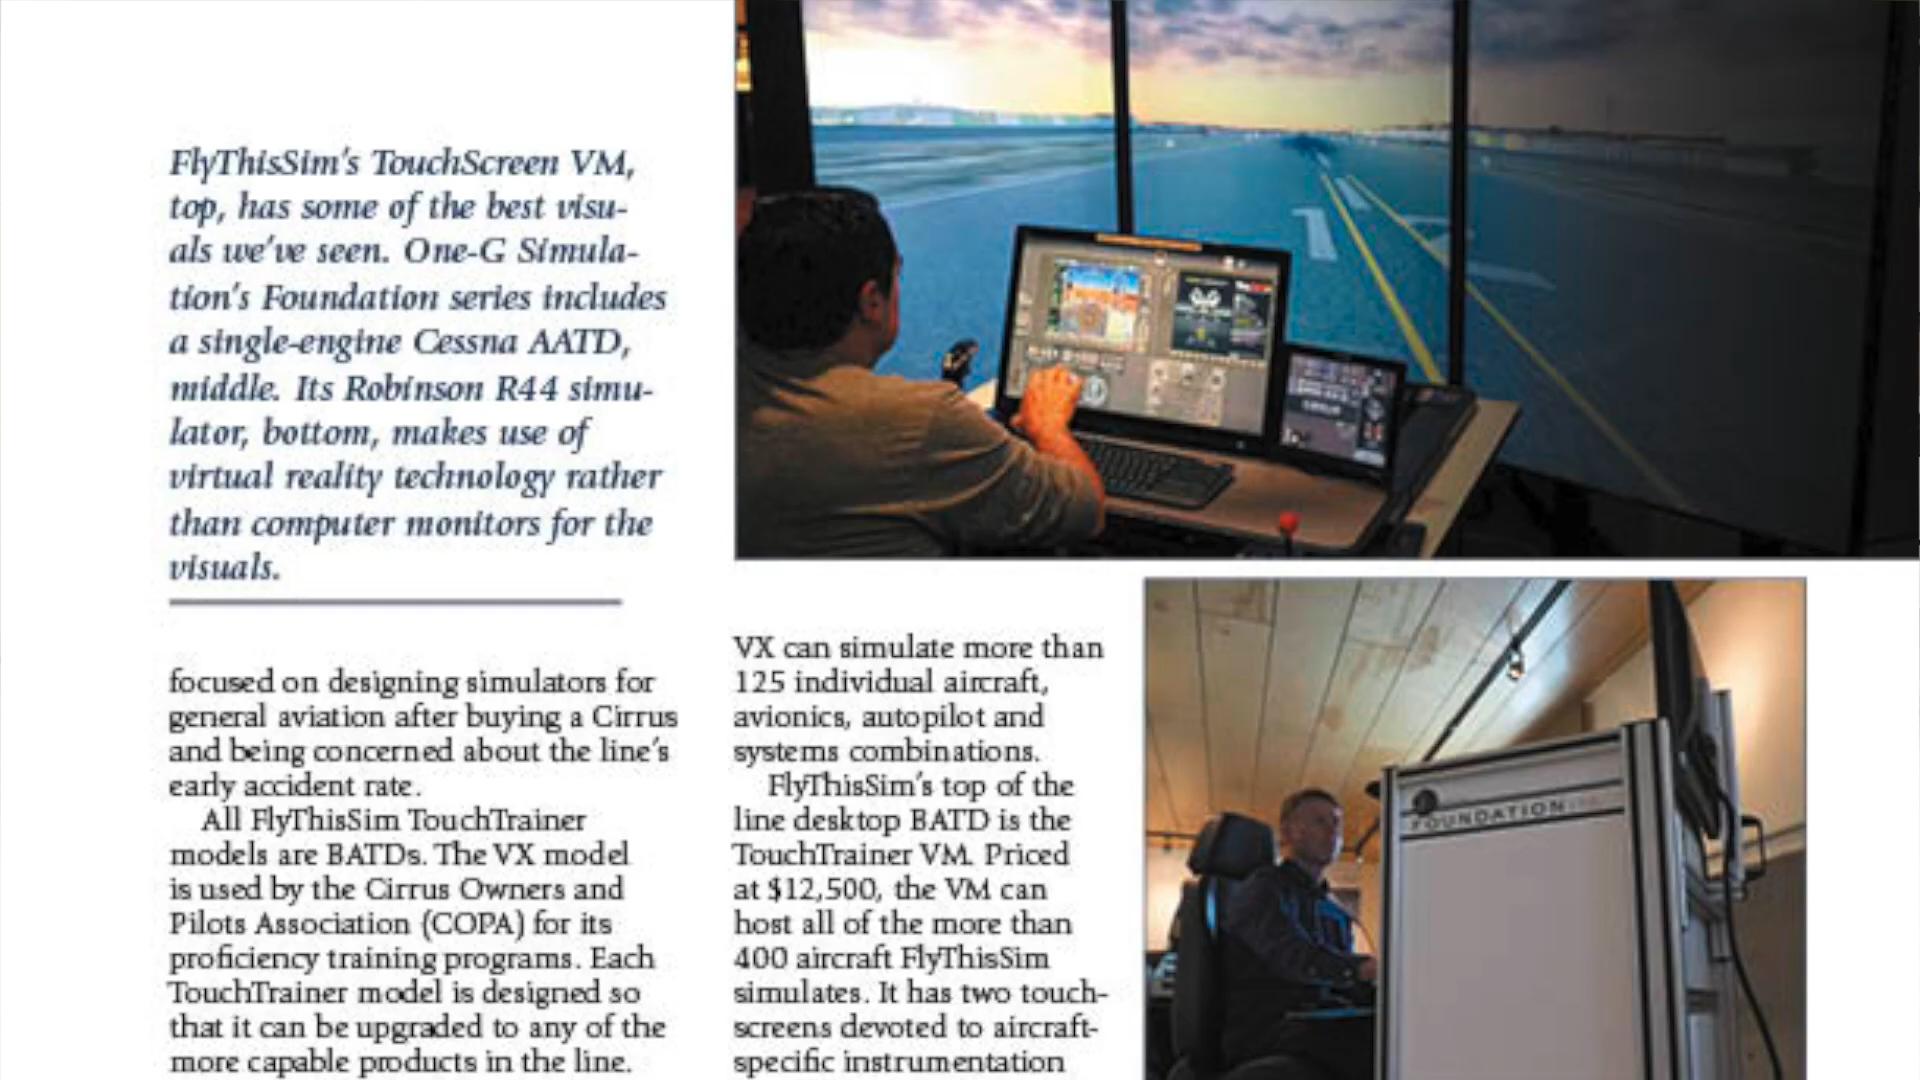 FlyThisSim's TouchScreen VM,
top, has some of the best visu-
als we've seen. One-G Simula-
tion's Foundation series includes
a single-engine Cessna AATD,
middle. Its Robinson R44 simu-
lator, bottom, makes use of
virtual reality technology rather
than computer monitors for the
visuals.
focused on designing simulators for
general aviation after buying a Cirrus
and being concerned about the line's
early accident rate.
All FlyThisSim TouchTrainer
models are BATDs. The VX model
is used by the Cirrus Owners and
Pilots Association (COPA) for its
proficiency training programs. Each
TouchTrainer model is designed so
that it can be upgraded to any of the
more capable products in the line.
VX can simulate more than
125 individual aircraft,
avionics, autopilot and
systems combinations.
FlyThisSim's top of the
line desktop BATD is the
TouchTrainer VM. Priced
at $12,500, the VM can
host all of the more than
400 aircraft FlyThisSim
simulates. It has two touch-
screens devoted to aircraft-
specific instrumentation
FOUNDATION